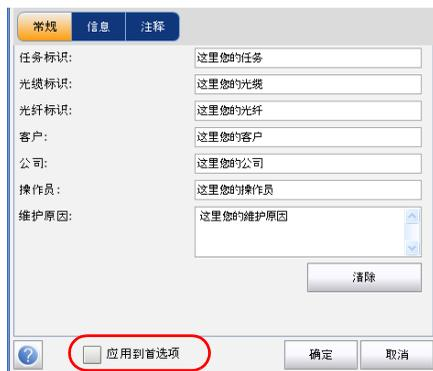 常规 信息 注释
任务标识: 这里您的任务
光缆标识: 这里您的光缆
光纤标识: 这里您的光纤
客户: 这里您的客户
公司: 这里您的公司
操作员: 这里您的操作员
维护原因: 这里您的维护原因
清除
? 应用到首选项 确定 取消